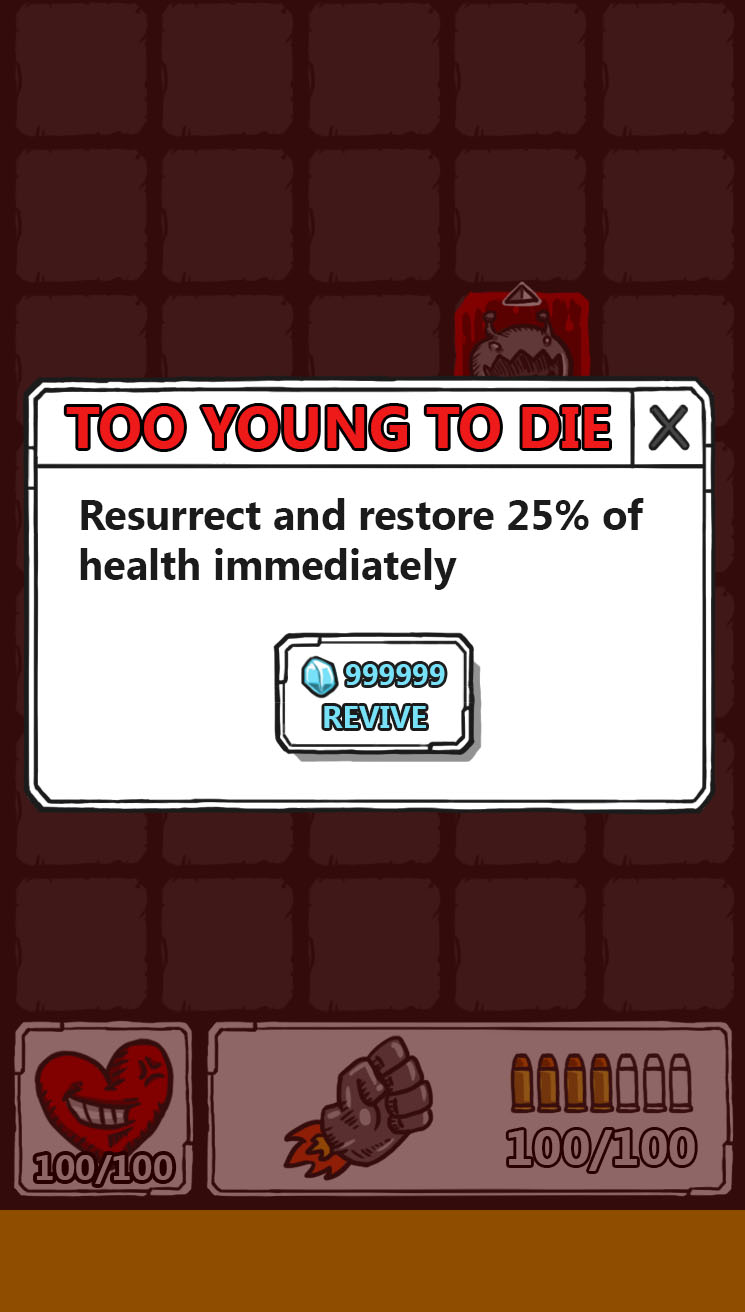 TOO YOUNG TO DIE
Resurrect and restore 25% of
health immediately
999999
REVIVE
100/100
100/100